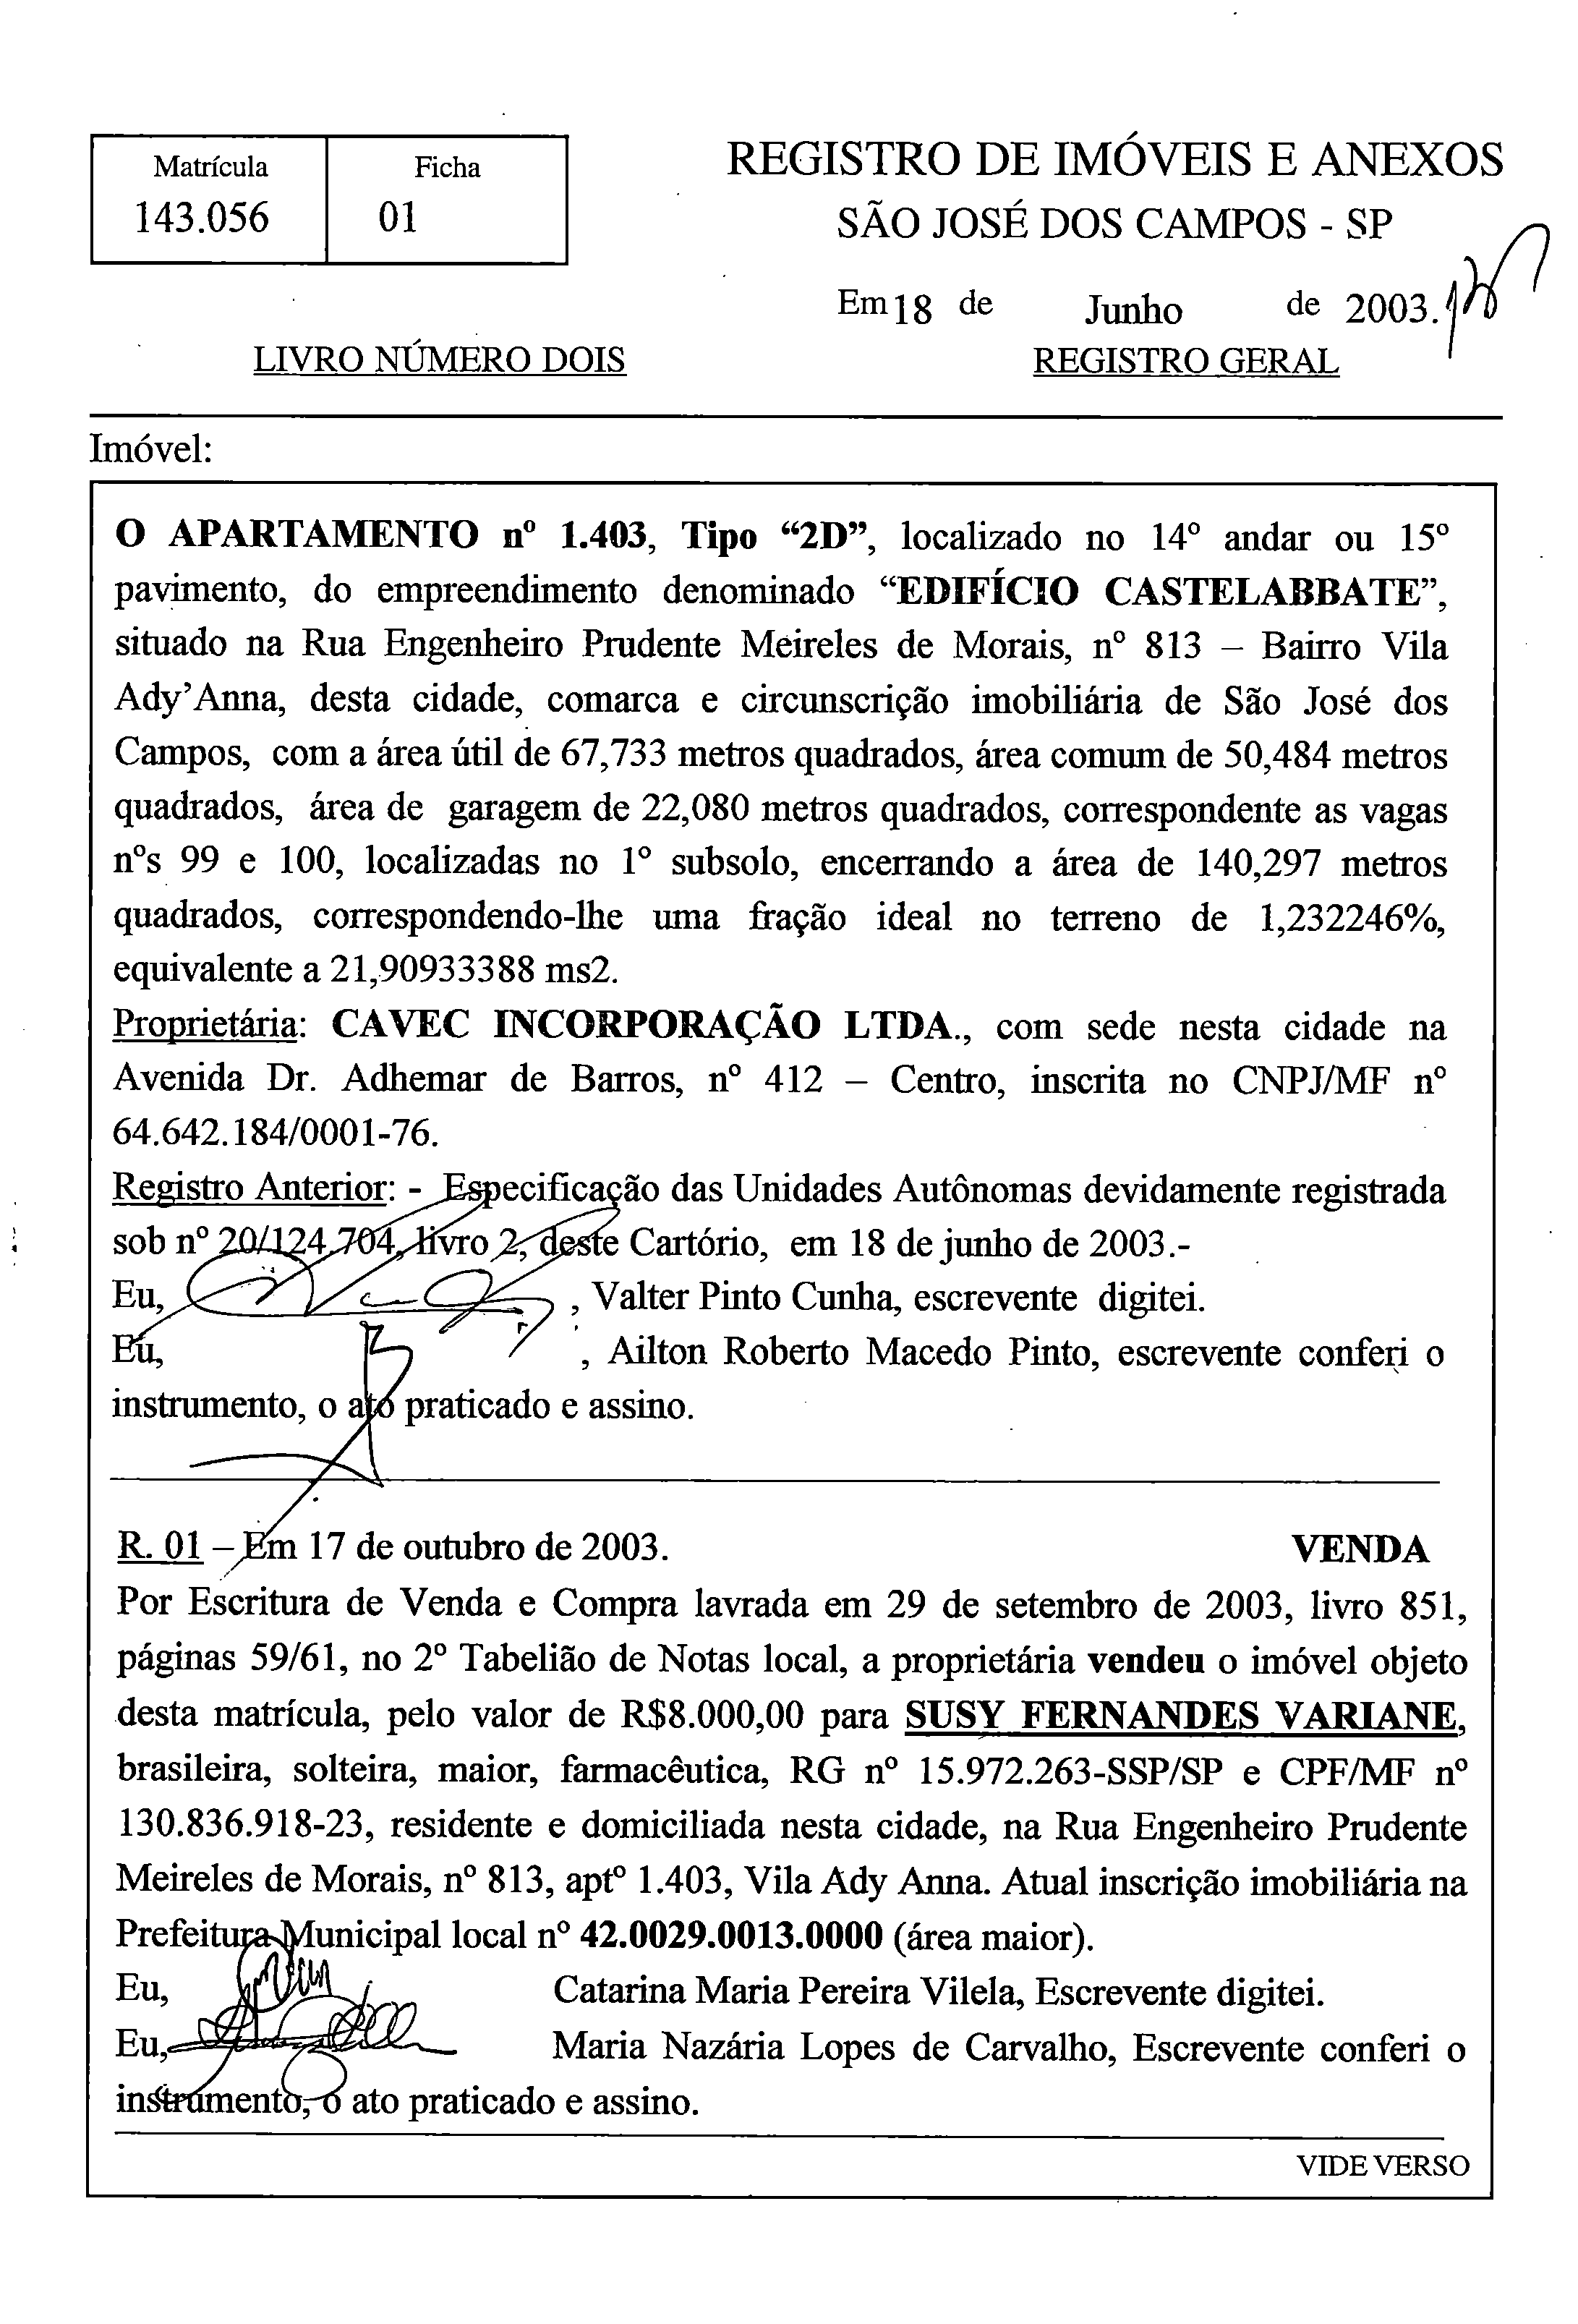 Matrícula
143.056
Ficha
01
REGISTRO DE IMÓVEIS E ANEXOS
SÃO JOSÉ DOS CAMPOS - SP
Em 18 de Junho de 2003.
LIVRO NÚMERO DOIS
REGISTRO GERAL
Imóvel:
O APARTAMENTO nº 1.403, Tipo “2D”, localizado no 14º andar ou 15º
pavimento, do empreendimento denominado “EDIFÍCIO CASTELABBATE”,
situado na Rua Engenheiro Prudente Meireles de Morais, nº 813 – Bairro Vila
Ady’Anna, desta cidade, comarca e circunscrição imobiliária de São José dos
Campos, com a área útil de 67,733 metros quadrados, área comum de 50,484 metros
quadrados, área de garagem de 22,080 metros quadrados, correspondente as vagas
nºs 99 e 100, localizadas no 1º subsolo, encerrando a área de 140,297 metros
quadrados, correspondendo-lhe uma fração ideal no terreno de 1,232246%,
equivalente a 21,90933388 ms2.
Proprietária: CAVEC INCORPORAÇÃO LTDA., com sede nesta cidade na
Avenida Dr. Adhemar de Barros, nº 412 – Centro, inscrita no CNPJ/MF nº
64.642.184/0001-76.
Registro Anterior: - Especificação das Unidades Autônomas devidamente registrada
sob nº 20/124.704, livro 2, deste Cartório, em 18 de junho de 2003.-
Eu, , Valter Pinto Cunha, escrevente digitei.
Eu, , Ailton Roberto Macedo Pinto, escrevente conferi o
instrumento, o ato praticado e assino.
R. 01 – Em 17 de outubro de 2003. VENDA
Por Escritura de Venda e Compra lavrada em 29 de setembro de 2003, livro 851,
páginas 59/61, no 2º Tabelião de Notas local, a proprietária vendeu o imóvel objeto
desta matrícula, pelo valor de R$8.000,00 para SUSY FERNANDES VARIANE,
brasileira, solteira, maior, farmacêutica, RG nº 15.972.263-SSP/SP e CPF/MF nº
130.836.918-23, residente e domiciliada nesta cidade, na Rua Engenheiro Prudente
Meireles de Morais, nº 813, aptº 1.403, Vila Ady Anna. Atual inscrição imobiliária na
Prefeitura Municipal local nº 42.0029.0013.0000 (área maior).
Eu, Catarina Maria Pereira Vilela, Escrevente digitei.
Eu, Maria Nazária Lopes de Carvalho, Escrevente conferi o
instrumento, o ato praticado e assino.
VIDE VERSO